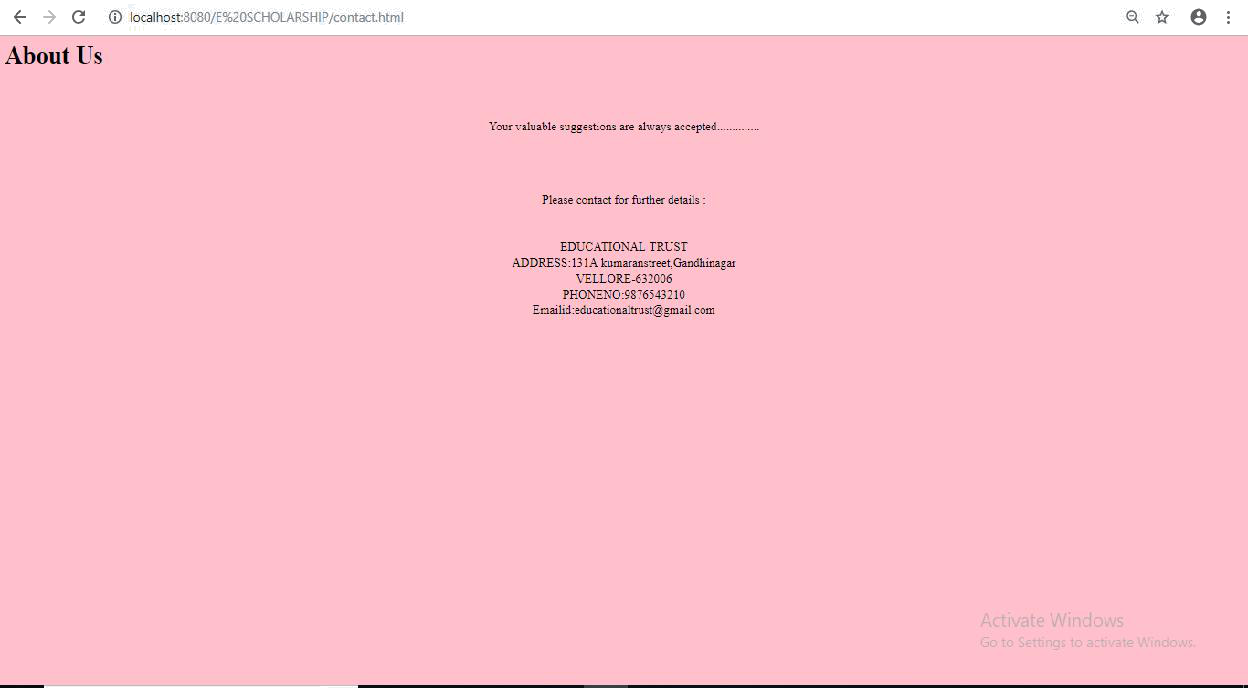 localhost:8080/E%20SCHOLARSHIP/contact.html
About Us
Your valuable suggestions are always accepted.............
Please contact for further details :
EDUCATIONAL TRUST
ADDRESS:131A kumaranstreet,Gandhinagar
VELLORE-632006
PHONENO:9876543210
Emailid:educationaltrust@gmail.com
Activate Windows
Go to Settings to activate Windows.